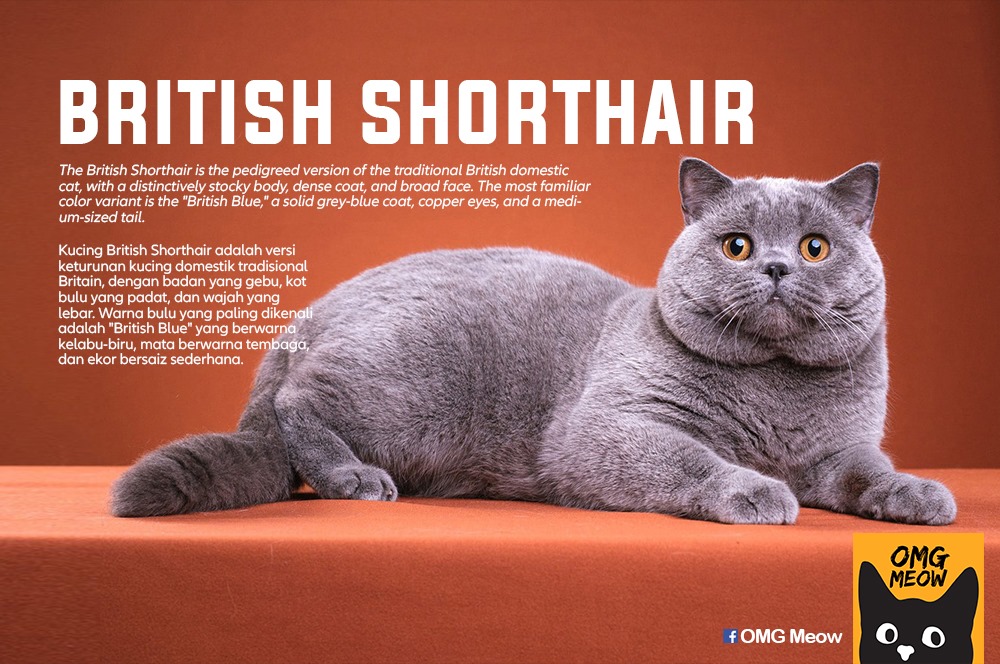 BRITISH SHORTHAIR
The British Shorthair is the pedigreed version of the traditional British domestic
cat, with a distinctively stocky body, dense coat, and broad face. The most familiar
color variant is the "British Blue," a solid grey-blue coat, copper eyes, and a medi-
um-sized tail.
Kucing British Shorthair adalah versi
keturunan kucing domestik tradisional
Britain, dengan badan yang gebu, kot
bulu yang padat, dan wajah yang
lebar. Warna bulu yang paling dikenali
adalah "British Blue" yang berwarna
kelabu-biru, mata berwarna tembaga,
dan ekor bersaiz sederhana.
OMG
MEOW
f OMG Meow